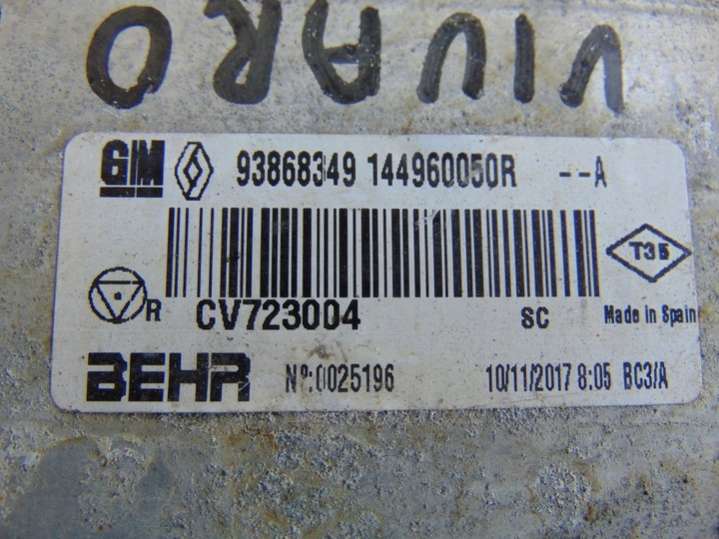 VIVARO
GM 93868349 144960050R --A
T35
R CV723004 SC Made in Spain
BEHR Nº:0025196 10/11/2017 8:05 BC3/A